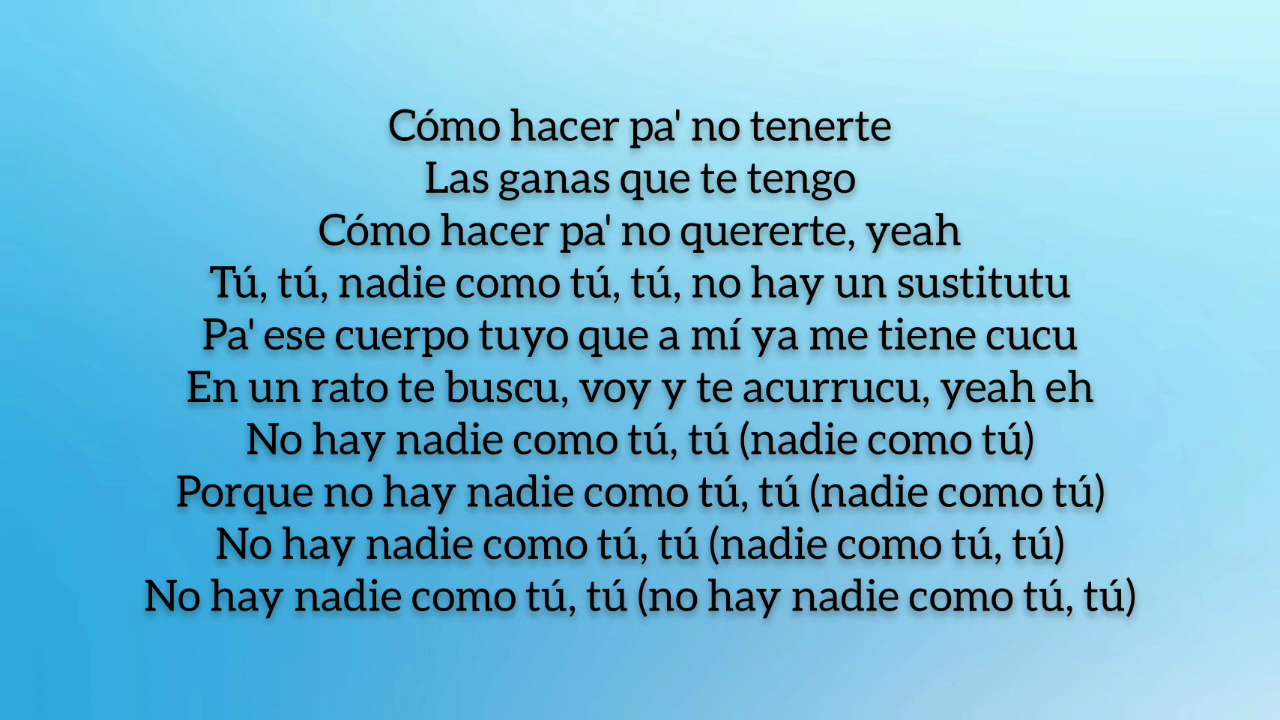 Cómo hacer pa' no tenerte
Las ganas que te tengo
Cómo hacer pa' no quererte, yeah
Tú, tú, nadie como tú, tú, no hay un sustitutu
Pa' ese cuerpo tuyo que a mí ya me tiene cucu
En un rato te buscu, voy y te acurrucu, yeah eh
No hay nadie como tú, tú (nadie como tú)
Porque no hay nadie como tú, tú (nadie como tú)
No hay nadie como tú, tú (nadie como tú, tú)
No hay nadie como tú, tú (no hay nadie como tú, tú)